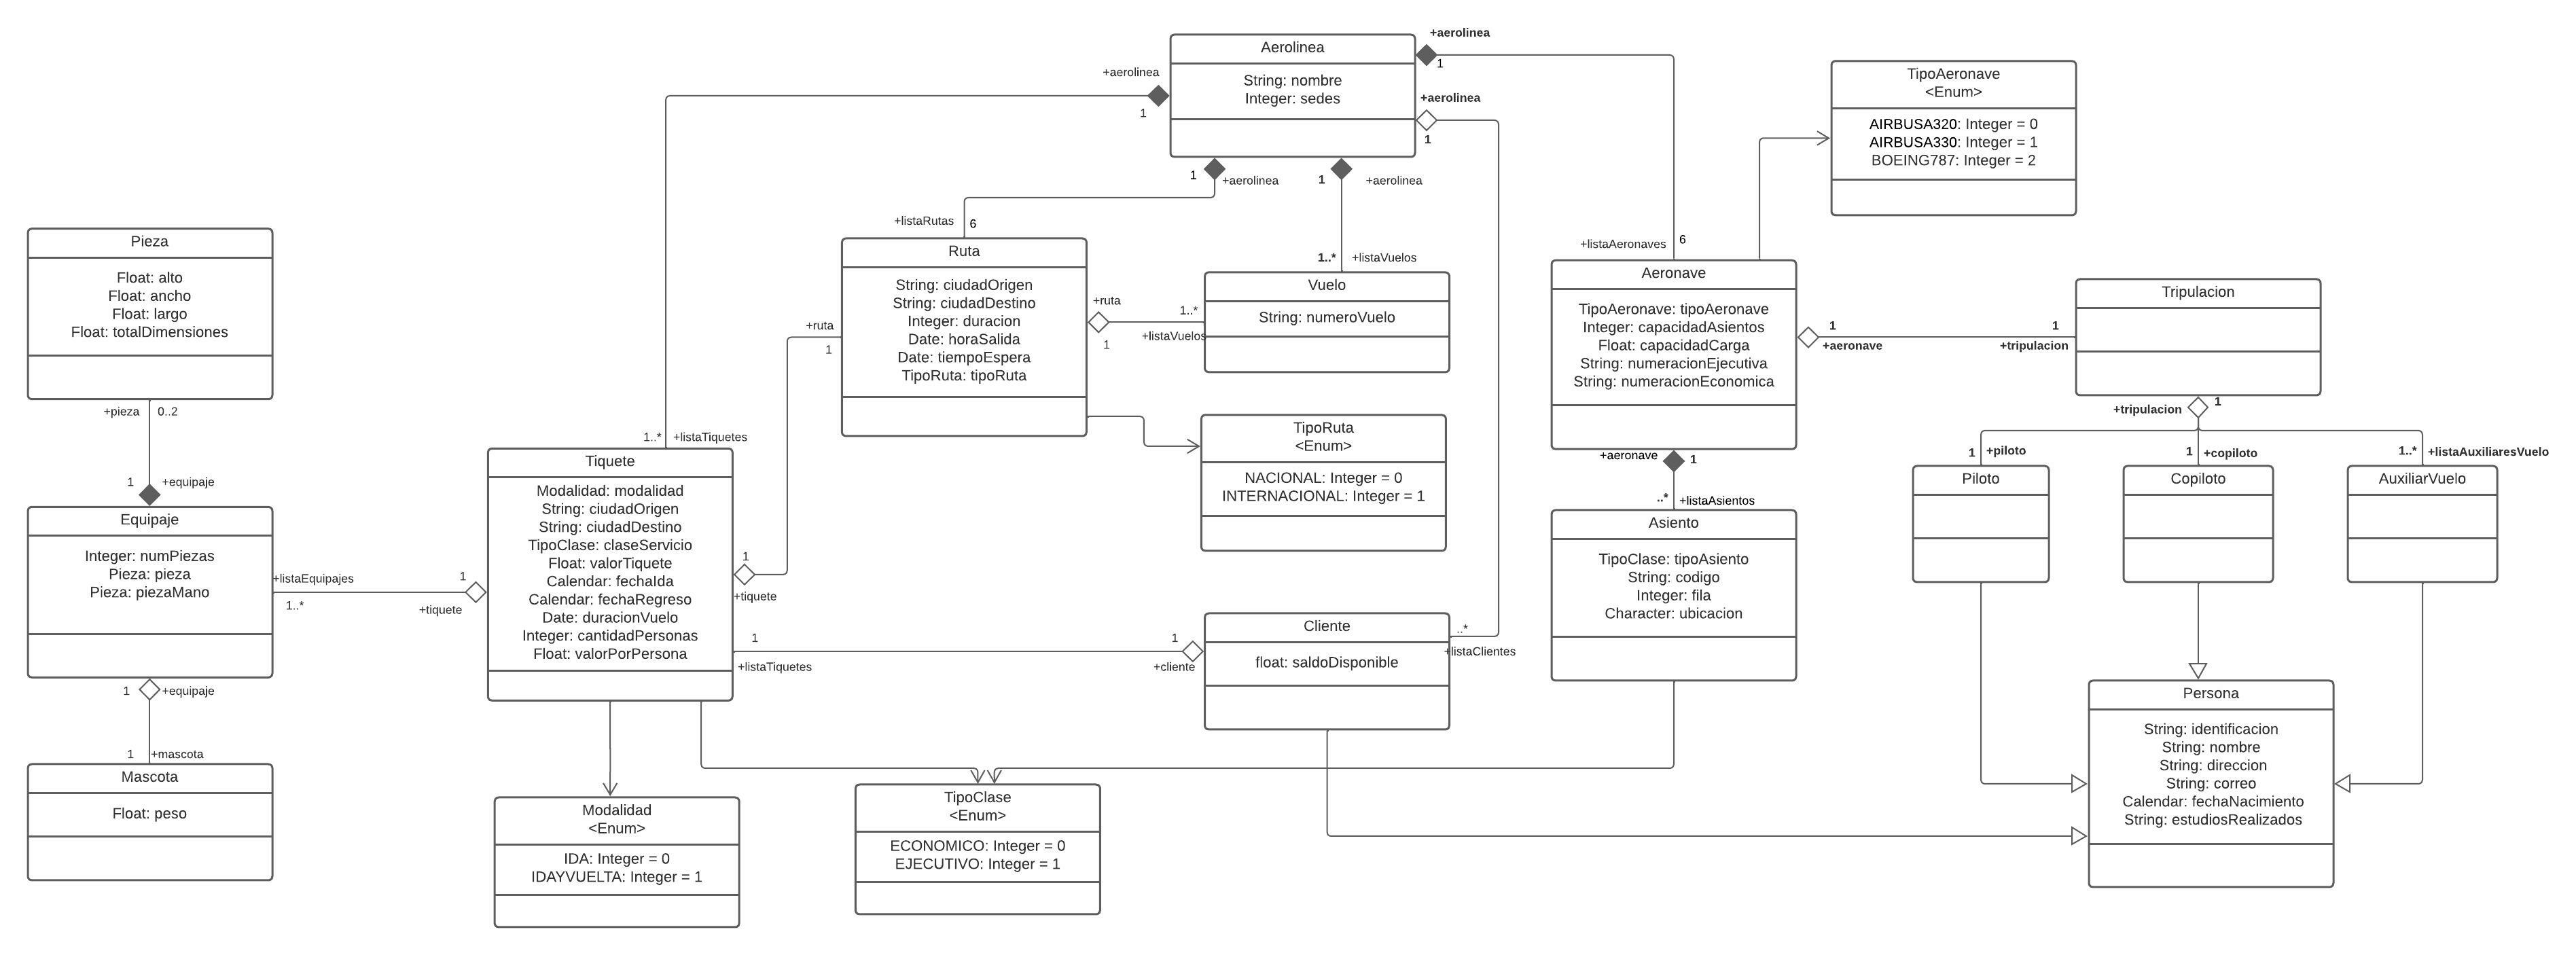 +aerolinea
1
Aerolinea
String: nombre
Integer: sedes
+aerolinea
1
+aerolinea
1
1
+aerolinea
1
+aerolinea
TipoAeronave
<Enum>
AIRBUSA320: Integer = 0
AIRBUSA330: Integer = 1
BOEING787: Integer = 2
+listaRutas
6
1..*
+listaVuelos
+listaAeronaves
6
Pieza
Float: alto
Float: ancho
Float: largo
Float: totalDimensiones
+pieza
0..2
1
+equipaje
Ruta
String: ciudadOrigen
String: ciudadDestino
Integer: duracion
Date: horaSalida
Date: tiempoEspera
TipoRuta: tipoRuta
+ruta
1
+ruta
1
1..*
+listaVuelos
Vuelo
String: numeroVuelo
Aeronave
TipoAeronave: tipoAeronave
Integer: capacidadAsientos
Float: capacidadCarga
String: numeracionEjecutiva
String: numeracionEconomica
1
+aeronave
1
+tripulacion
Tripulacion
+tripulacion
1
1
+piloto
1
+copiloto
1..*
+listaAuxiliaresVuelo
Piloto
Copiloto
AuxiliarVuelo
TipoRuta
<Enum>
NACIONAL: Integer = 0
INTERNACIONAL: Integer = 1
+aeronave
1
..*
+listaAsientos
Asiento
TipoClase: tipoAsiento
String: codigo
Integer: fila
Character: ubicacion
1..*
+listaTiquetes
Tiquete
Modalidad: modalidad
String: ciudadOrigen
String: ciudadDestino
TipoClase: claseServicio
Float: valorTiquete
Calendar: fechaIda
Calendar: fechaRegreso
Date: duracionVuelo
Integer: cantidadPersonas
Float: valorPorPersona
1
+tiquete
Equipaje
Integer: numPiezas
Pieza: pieza
Pieza: piezaMano
+listaEquipajes
1..*
1
+tiquete
1
+listaTiquetes
1
+cliente
Cliente
float: saldoDisponible
..*
+listaClientes
1
+equipaje
1
+mascota
Mascota
Float: peso
Modalidad
<Enum>
IDA: Integer = 0
IDAYVUELTA: Integer = 1
TipoClase
<Enum>
ECONOMICO: Integer = 0
EJECUTIVO: Integer = 1
Persona
String: identificacion
String: nombre
String: direccion
String: correo
Calendar: fechaNacimiento
String: estudiosRealizados